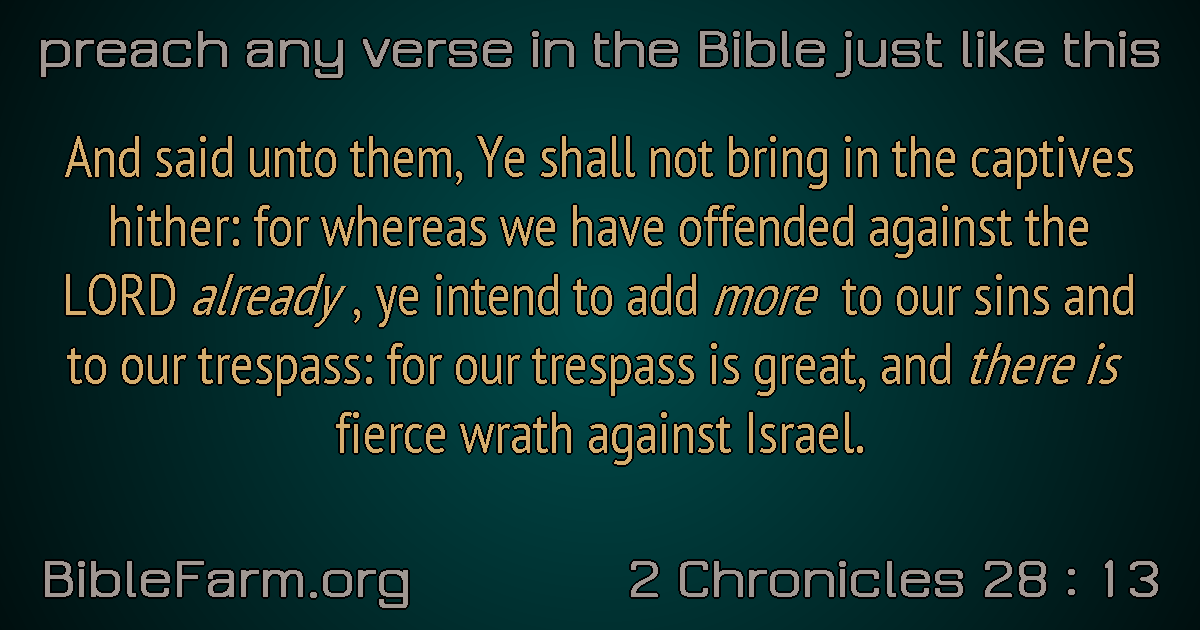 preach any verse in the Bible just like this
And said unto them, Ye shall not bring in the captives
hither: for whereas we have offended against the
LORD already , ye intend to add more to our sins and
to our trespass: for our trespass is great, and there is
fierce wrath against Israel.
BibleFarm.org 2 Chronicles 28 : 13